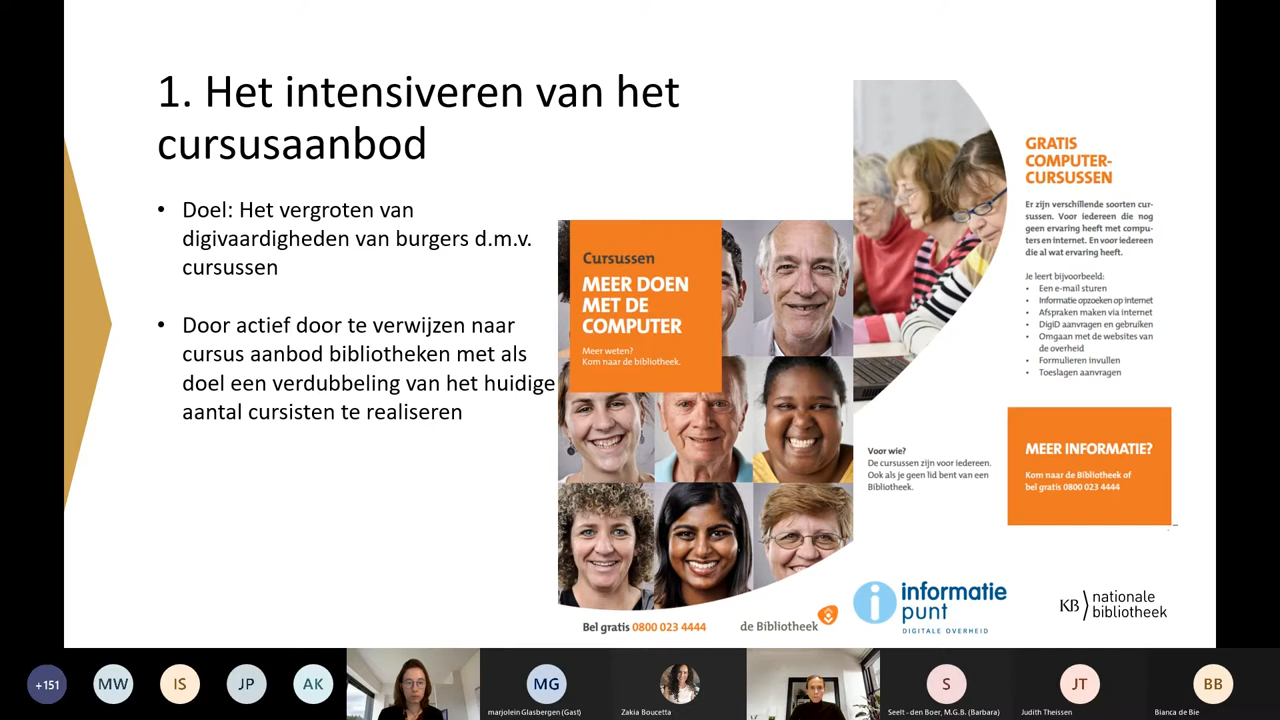 1. Het intensiveren van het
cursusaanbod
• Doel: Het vergroten van
digivaardigheden van burgers d.m.v.
cursussen
• Door actief door te verwijzen naar
cursus aanbod bibliotheken met als
doel een verdubbeling van het huidige
aantal cursisten te realiseren
Cursussen
MEER DOEN
MET DE
COMPUTER
Meer weten?
Kom naar de bibliotheek.
Bel gratis 0800 023 4444
de Bibliotheek
GRATIS
COMPUTER-
CURSUSSEN
Er zijn verschillende soorten cur-
sussen. Voor iedereen die nog
geen ervaring heeft met compu-
ters en internet. En voor iedereen
die al wat ervaring heeft.
Je leert bijvoorbeeld:
• Een e-mail sturen
• Informatie opzoeken op internet
• Afspraken maken via internet
• DigiD aanvragen en gebruiken
• Omgaan met de websites van
de overheid
• Formulieren invullen
• Toeslagen aanvragen
Voor wie?
De cursussen zijn voor iedereen.
Ook als je geen lid bent van een
Bibliotheek.
MEER INFORMATIE?
Kom naar de Bibliotheek of
bel gratis 0800 023 4444
i informatie
punt
DIGITALE OVERHEID
KB nationale
bibliotheek
+151
MW
IS
JP
AK
MG
marjolein Glasbergen (Gast)
Zakia Boucetta
S
Seelt - den Boer, M.G.B. (Barbara)
JT
Judith Theissen
BB
Bianca de Bie